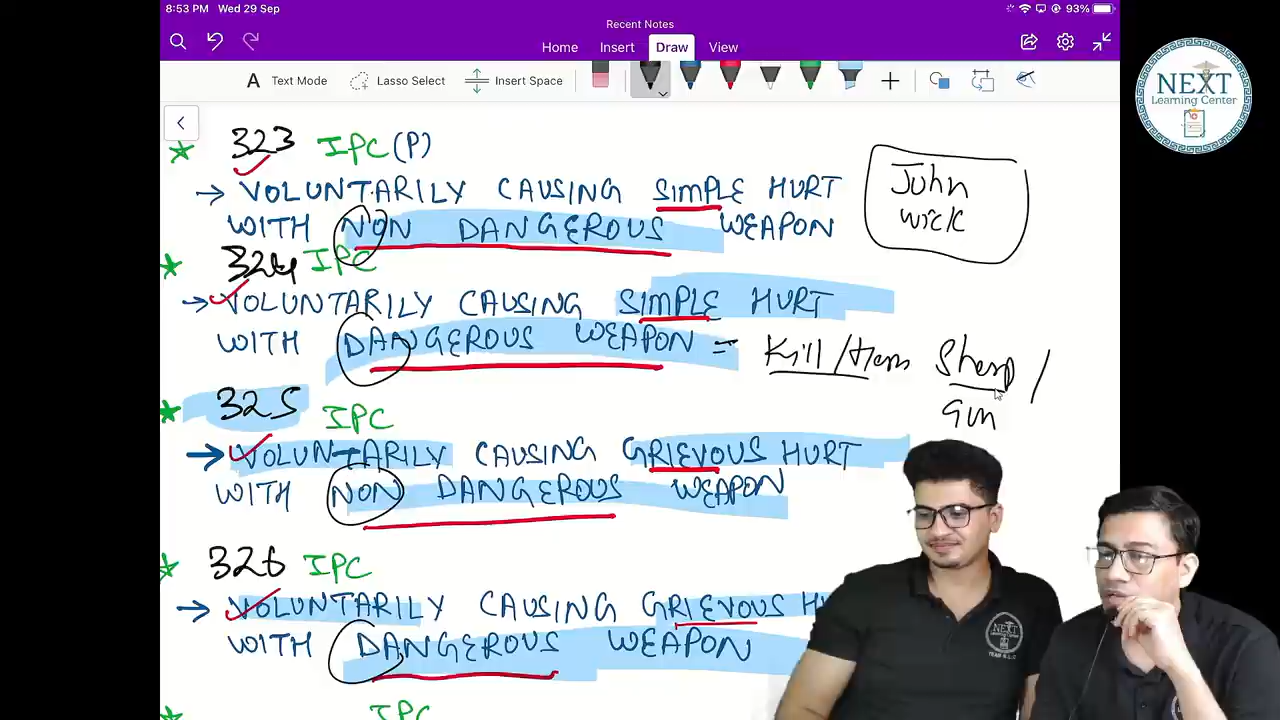 8:53 PM Wed 29 Sep
93%
Recent Notes
Home Insert Draw View
Text Mode Lasso Select Insert Space
NEXT
Learning Center
323 IPC (P)
→ VOLUNTARILY CAUSING SIMPLE HURT
WITH NON DANGEROUS WEAPON
John
wick
324 IPC
→ VOLUNTARILY CAUSING SIMPLE HURT
WITH DANGEROUS WEAPON = Kill/Harm Sharp /
Gun
325 IPC
→ VOLUNTARILY CAUSING GRIEVOUS HURT
WITH NON DANGEROUS WEAPON
326 IPC
→ VOLUNTARILY CAUSING GRIEVOUS
WITH DANGEROUS WEAPON
IPC
NEXT
TEAM N.L.C